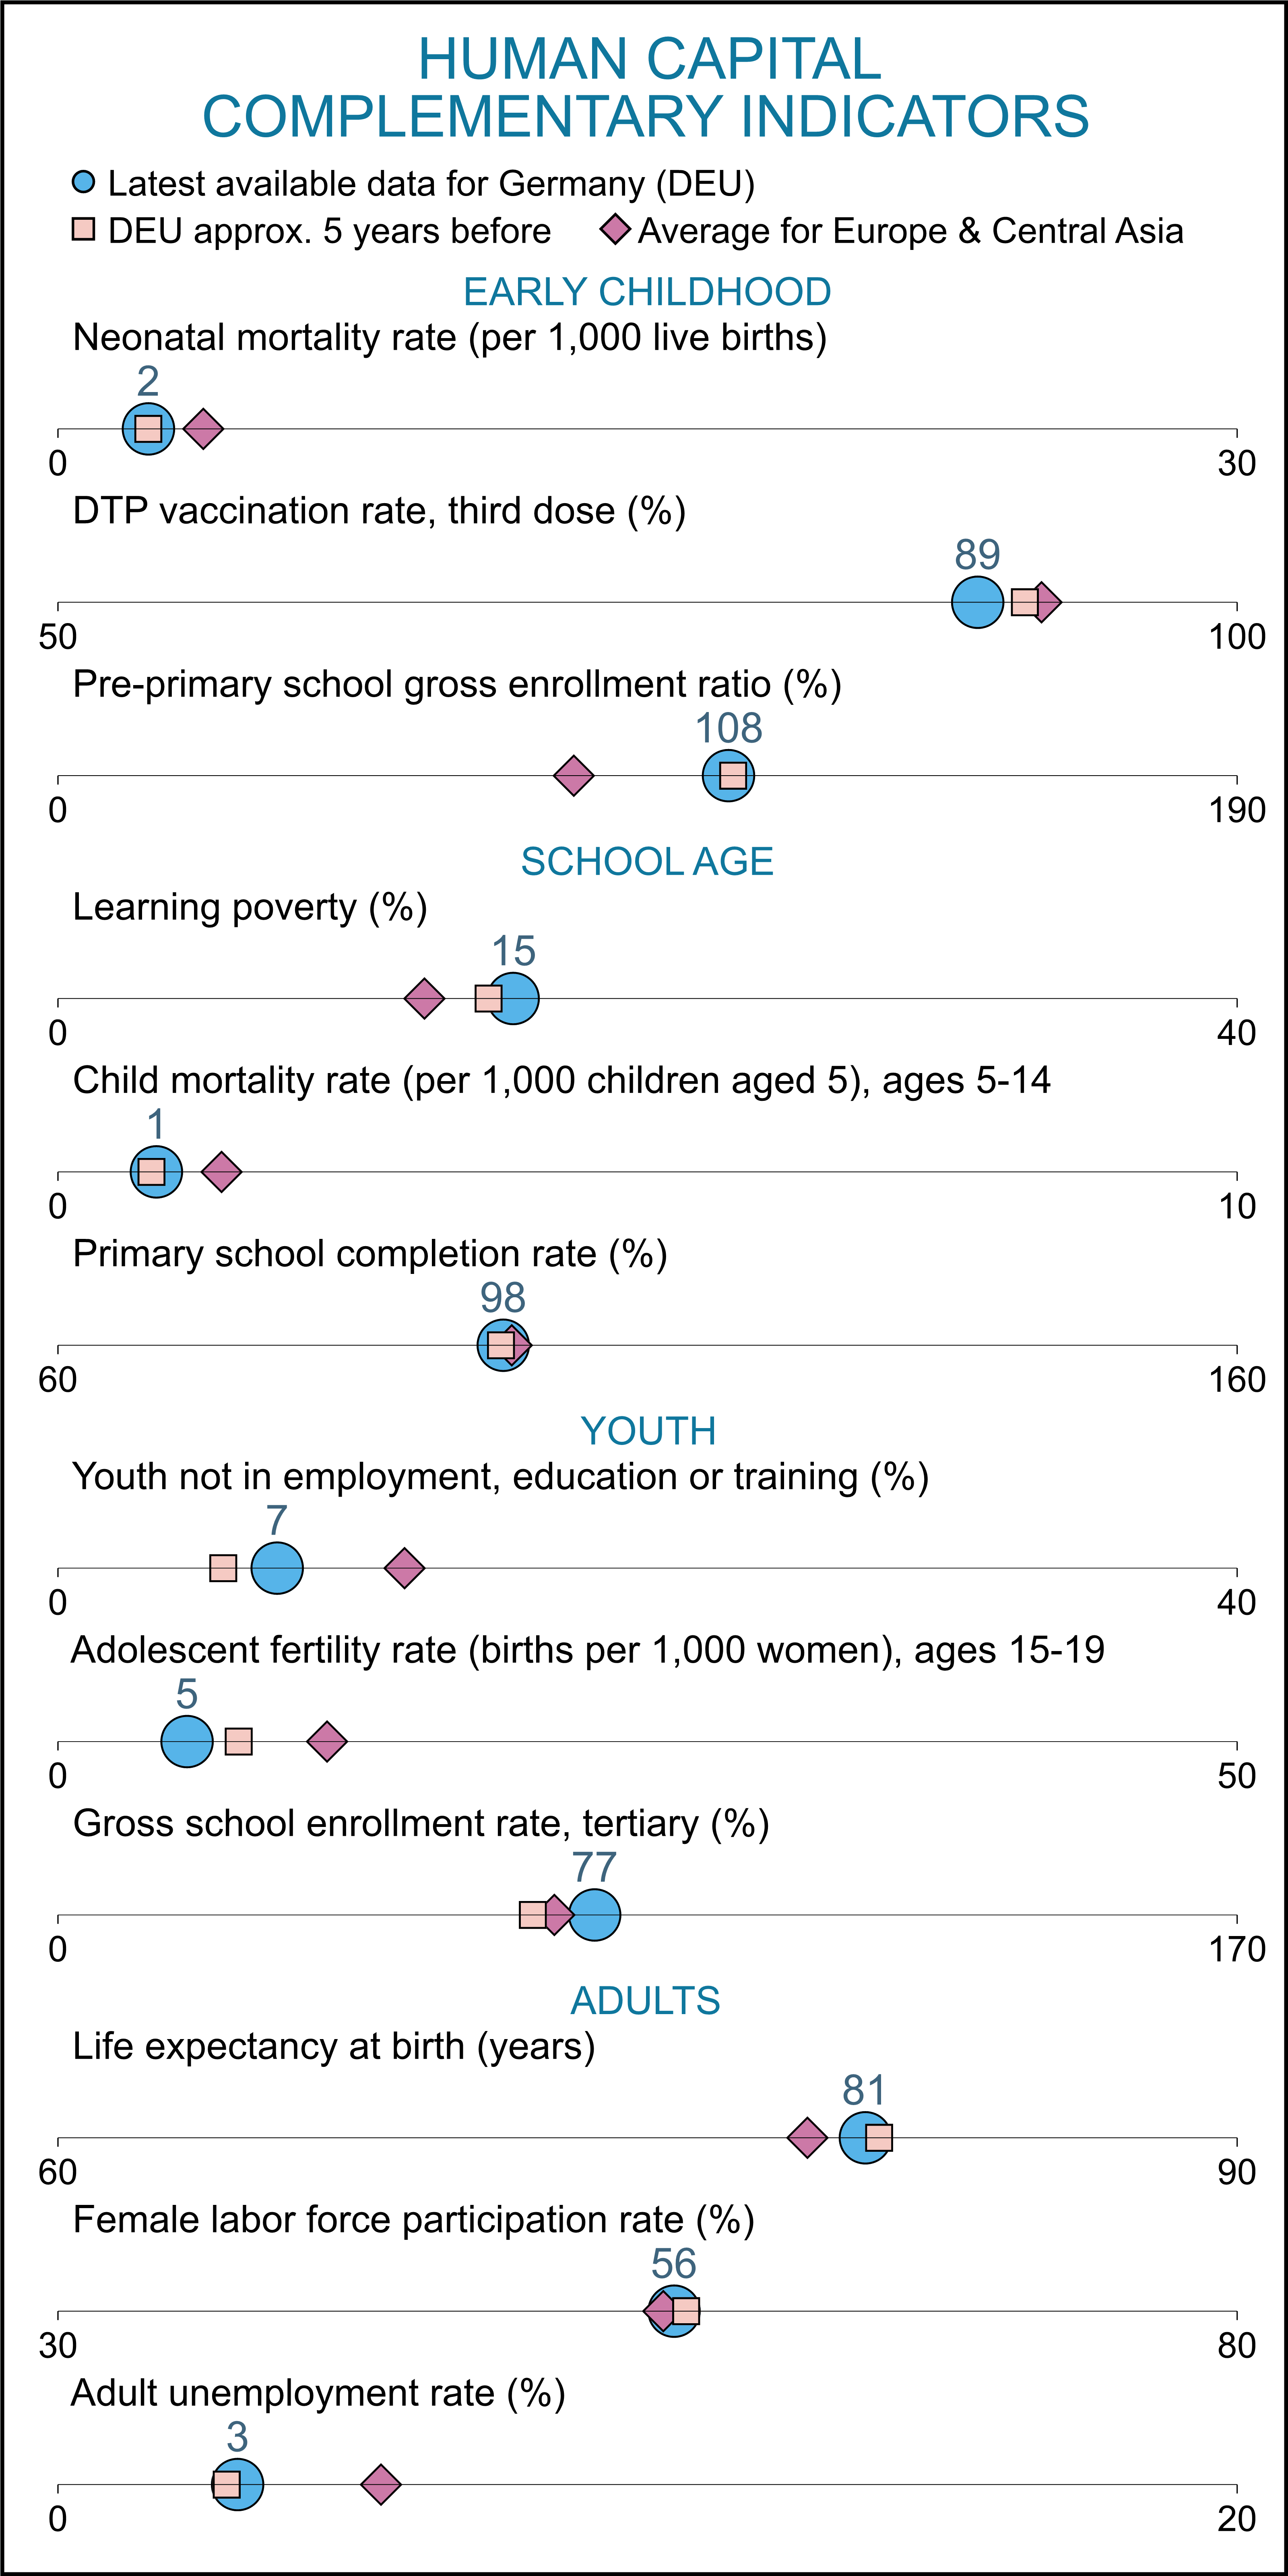 HUMAN CAPITAL
COMPLEMENTARY INDICATORS
Latest available data for Germany (DEU)
DEU approx. 5 years before
Average for Europe & Central Asia
EARLY CHILDHOOD
Neonatal mortality rate (per 1,000 live births)
2
0
30
DTP vaccination rate, third dose (%)
89
50
100
Pre-primary school gross enrollment ratio (%)
108
0
190
SCHOOL AGE
Learning poverty (%)
15
0
40
Child mortality rate (per 1,000 children aged 5), ages 5-14
1
0
10
Primary school completion rate (%)
98
60
160
YOUTH
Youth not in employment, education or training (%)
7
0
40
Adolescent fertility rate (births per 1,000 women), ages 15-19
5
0
50
Gross school enrollment rate, tertiary (%)
77
0
170
ADULTS
Life expectancy at birth (years)
81
60
90
Female labor force participation rate (%)
56
30
80
Adult unemployment rate (%)
3
0
20